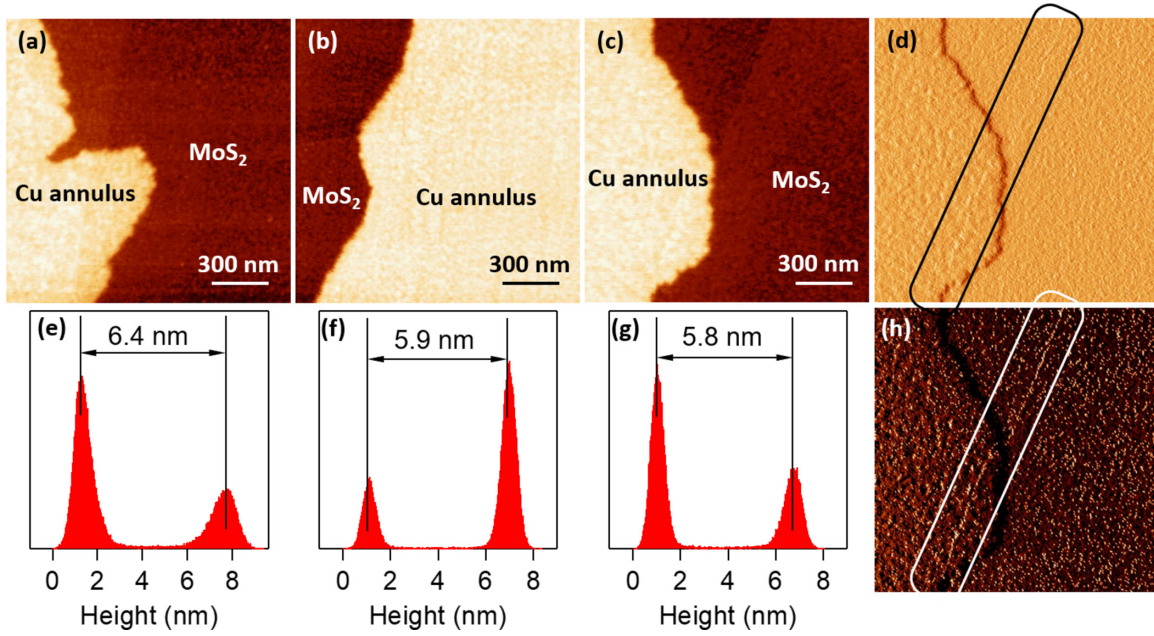 (a)
MoS₂
Cu annulus
300 nm
(b)
MoS₂
Cu annulus
300 nm
(c)
Cu annulus
MoS₂
300 nm
(d)
(e)
6.4 nm
0 2 4 6 8
Height (nm)
(f)
5.9 nm
0 2 4 6 8
Height (nm)
(g)
5.8 nm
0 2 4 6 8
Height (nm)
(h)